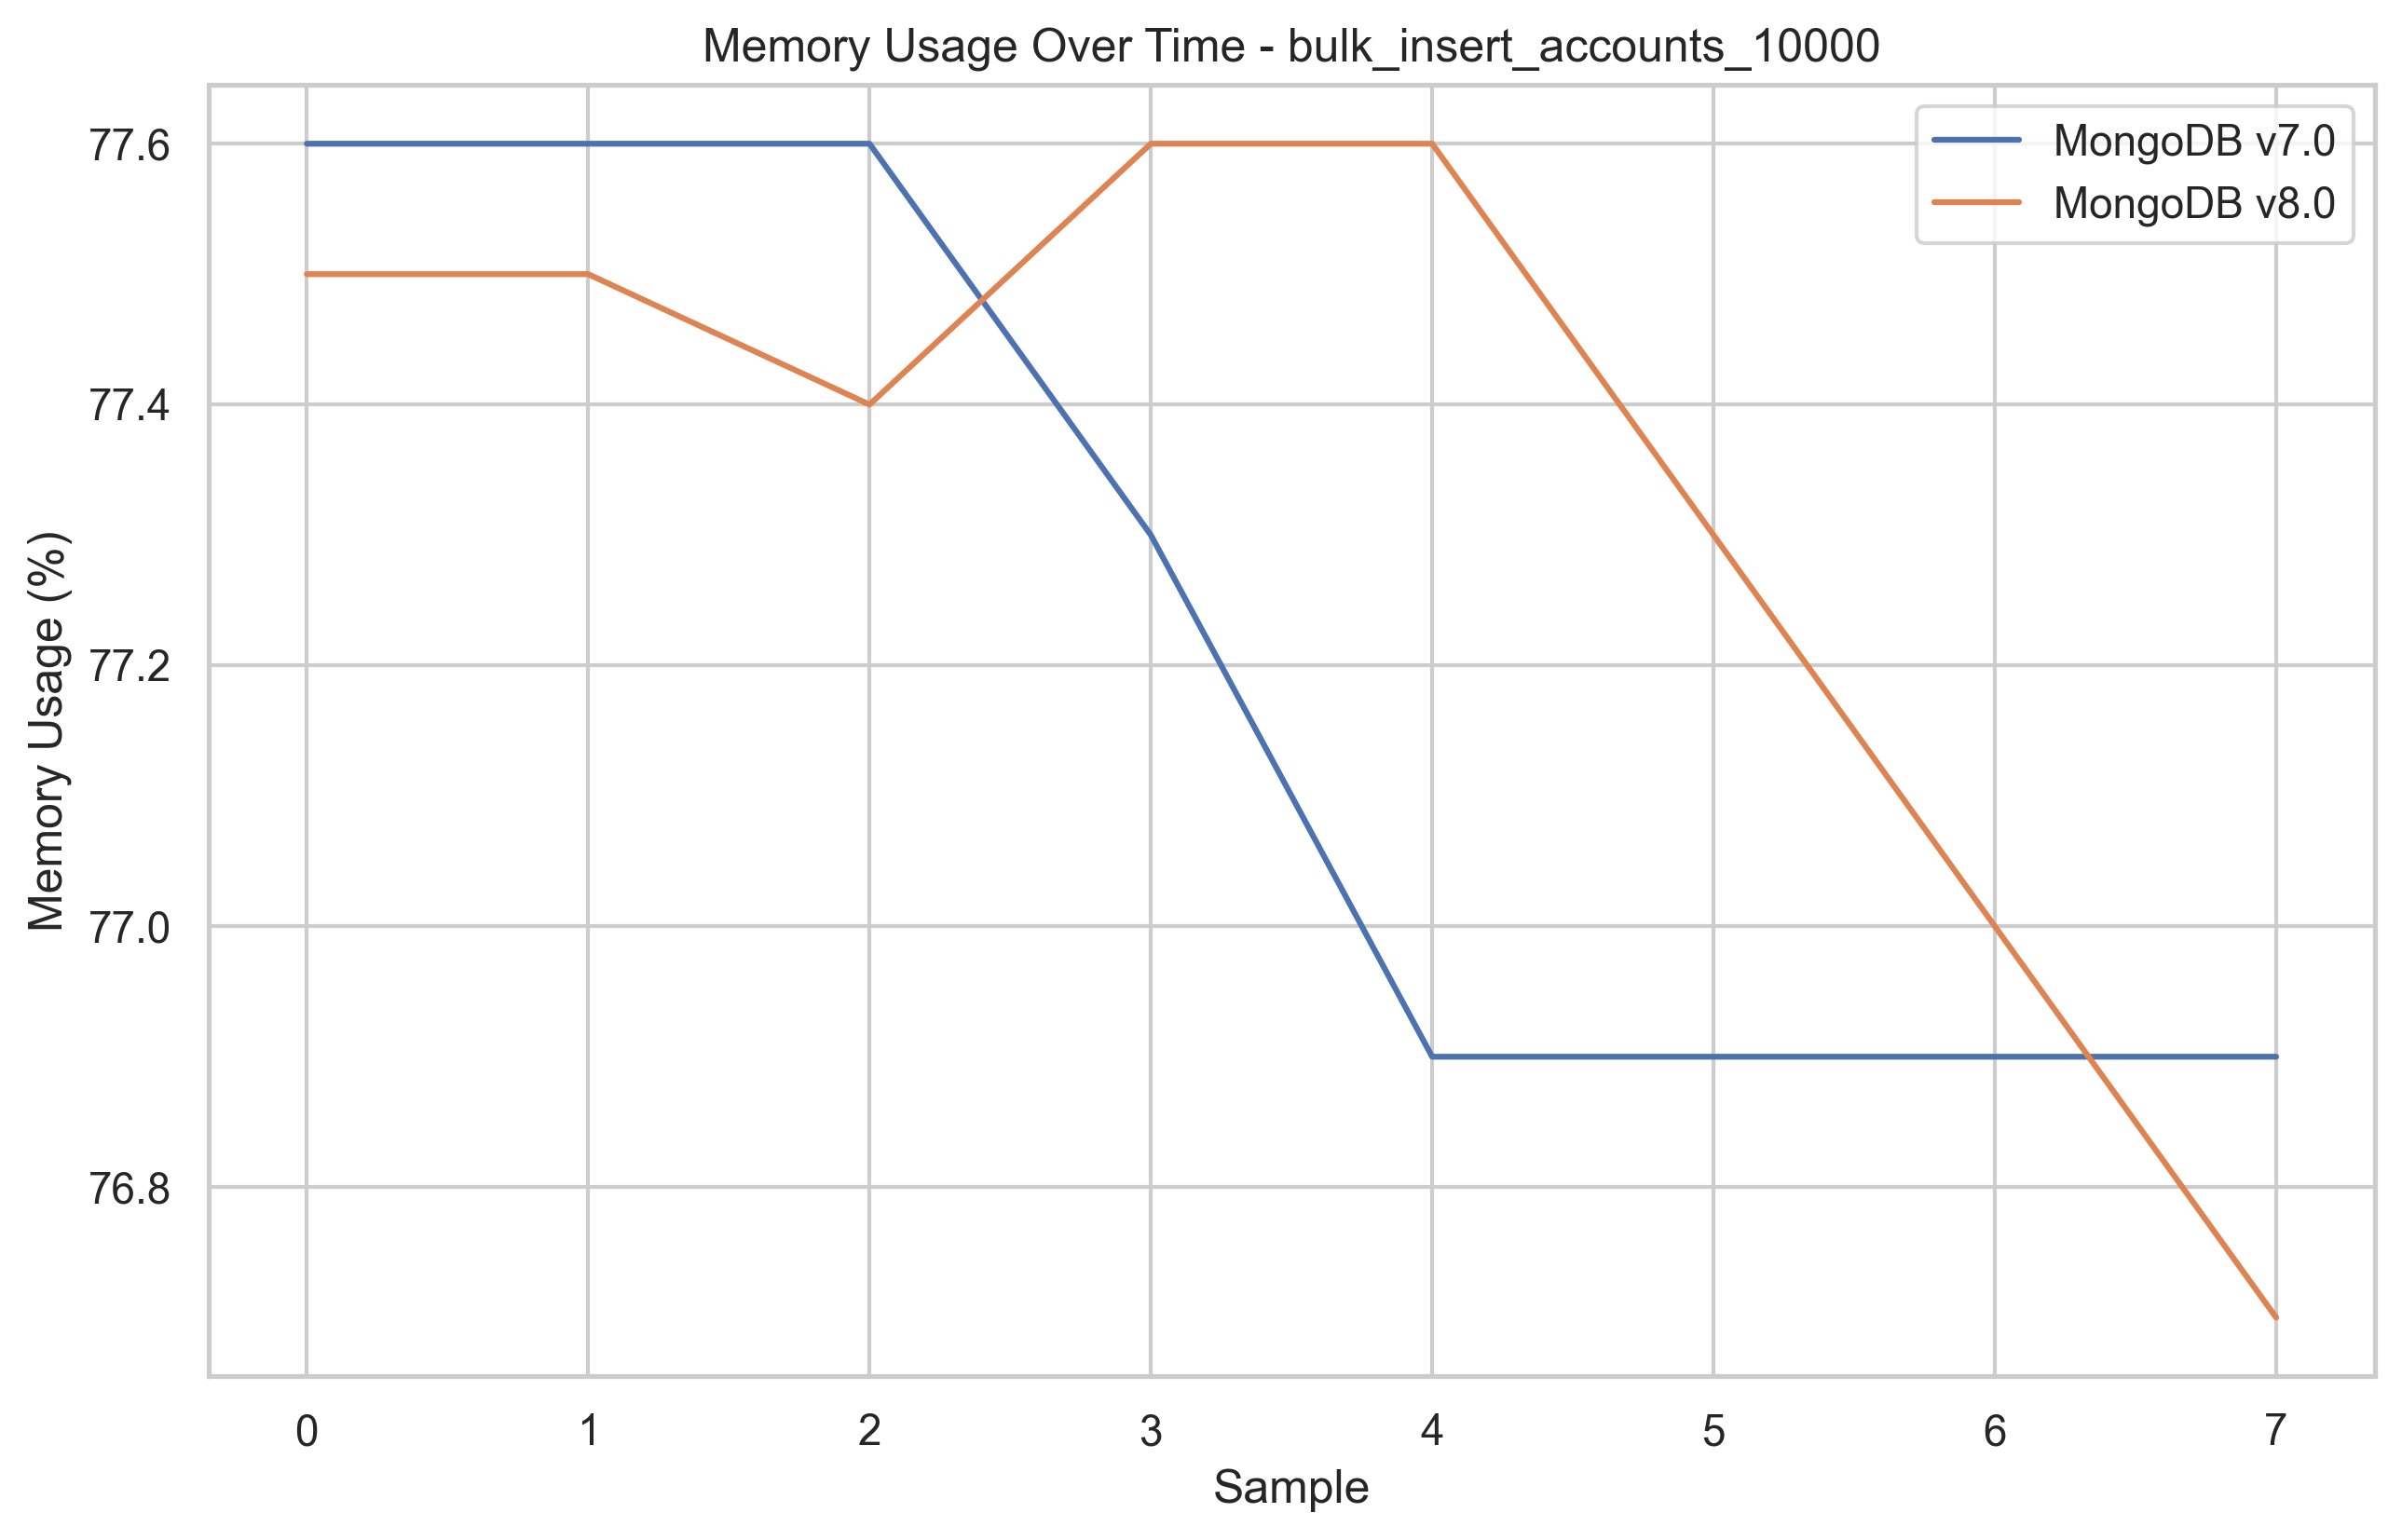 Memory Usage Over Time - bulk_insert_accounts_10000
MongoDB v7.0
MongoDB v8.0
Memory Usage (%)
77.6
77.4
77.2
77.0
76.8
0 1 2 3 4 5 6 7
Sample